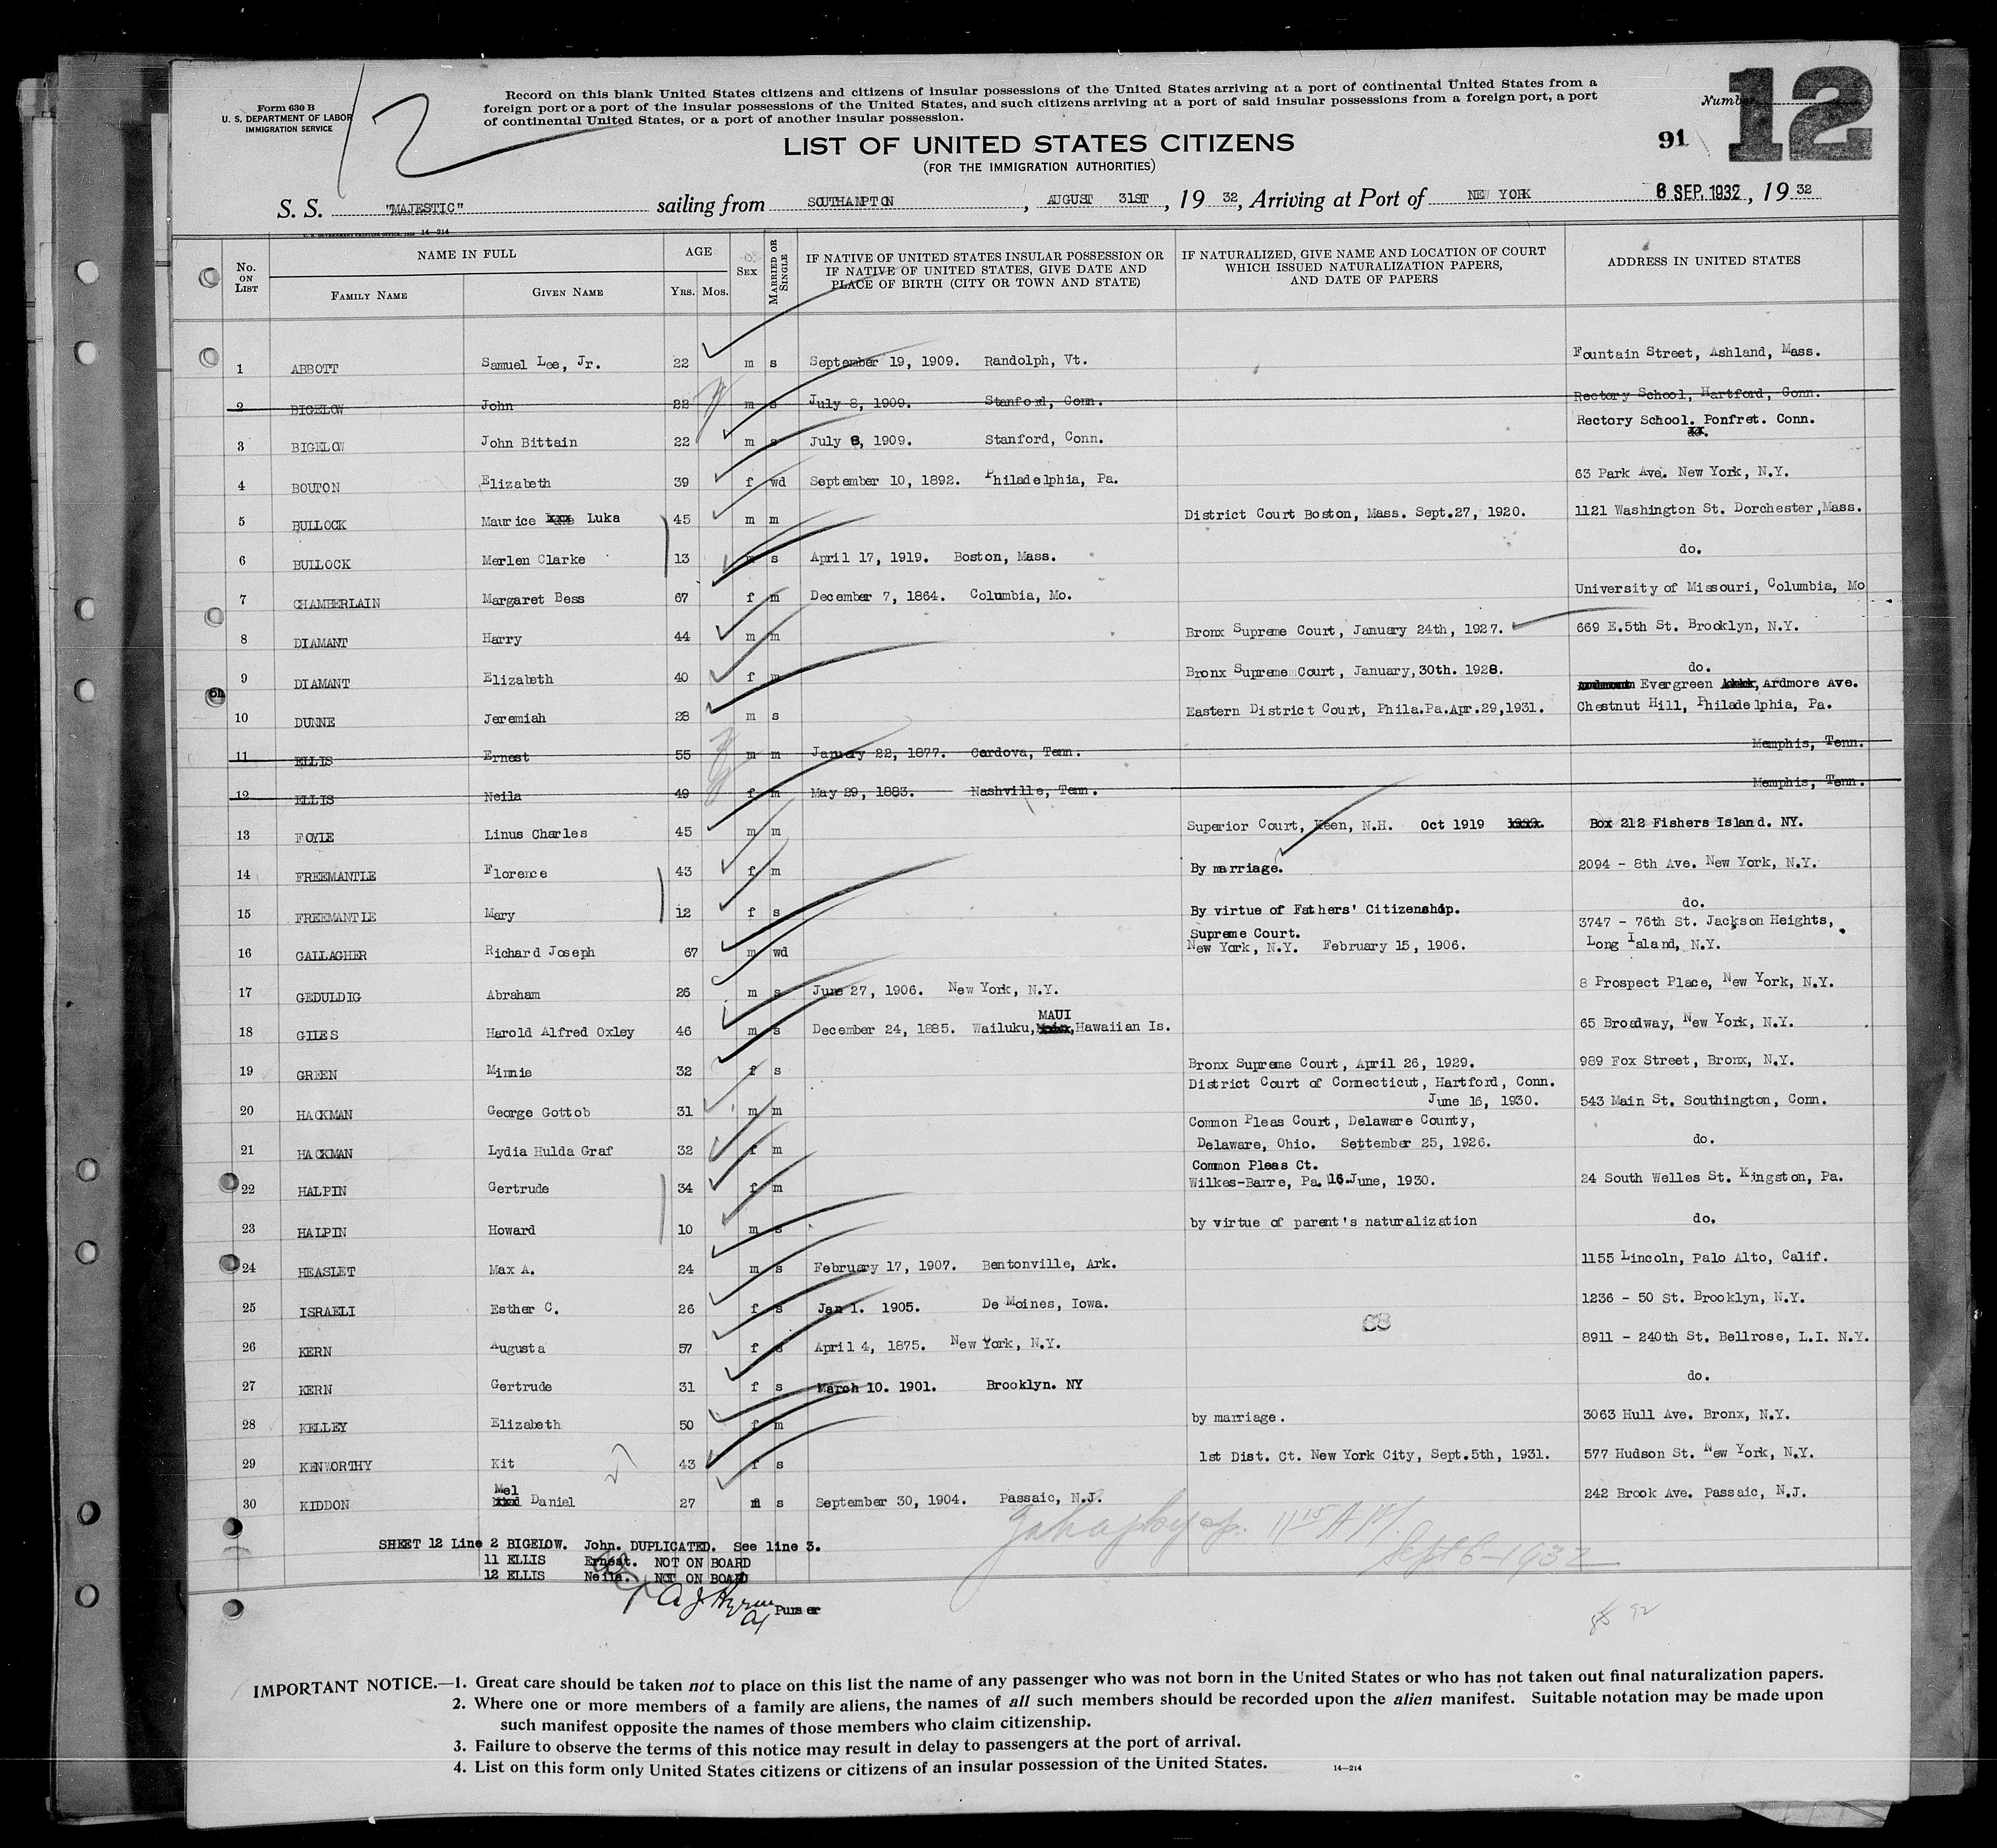 Form 630 B
U. S. DEPARTMENT OF LABOR
IMMIGRATION SERVICE
12
Record on this blank United States citizens and citizens of insular possessions of the United States arriving at a port of continental United States from a
foreign port or a port of the insular possessions of the United States, and such citizens arriving at a port of said insular possessions from a foreign port, a port
of continental United States, or a port of another insular possession.
Number 12
91
LIST OF UNITED STATES CITIZENS
(FOR THE IMMIGRATION AUTHORITIES)
S. S. "MAJESTIC" sailing from SOUTHAMPTON, AUGUST 31ST, 19 32, Arriving at Port of NEW YORK 6 SEP. 1932, 19 32
14—214
No. ON LIST NAME IN FULL FAMILY NAME GIVEN NAME AGE YRS. MOS. SEX MARRIED OR SINGLE IF NATIVE OF UNITED STATES INSULAR POSSESSION OR IF NATIVE OF UNITED STATES, GIVE DATE AND PLACE OF BIRTH (CITY OR TOWN AND STATE) IF NATURALIZED, GIVE NAME AND LOCATION OF COURT WHICH ISSUED NATURALIZATION PAPERS, AND DATE OF PAPERS ADDRESS IN UNITED STATES
1 ABBOTT Samuel Lee, Jr. 22 m s September 19, 1909. Randolph, Vt. Fountain Street, Ashland, Mass.
2 BIGELOW John 22 m s July 8, 1909. Stanford, Conn. Rectory School, Hartford, Conn.
3 BIGELOW John Bittain 22 m s July 8, 1909. Stanford, Conn. Rectory School. Ponfret. Conn.
do.
4 BOUTON Elizabeth 39 f wd September 10, 1892. Philadelphia, Pa. 63 Park Ave. New York, N.Y.
5 BULLOCK Maurice Luka 45 m m District Court Boston, Mass. Sept.27, 1920. 1121 Washington St. Dorchester, Mass.
6 BULLOCK Merlen Clarke 13 m s April 17, 1919. Boston, Mass. do.
7 CHAMBERLAIN Margaret Bess 67 f m December 7, 1864. Columbia, Mo. University of Missouri, Columbia, Mo
8 DIAMANT Harry 44 m m Bronx Supreme Court, January 24th, 1927. 669 E.5th St. Brooklyn, N.Y.
9 DIAMANT Elizabeth 40 f m Bronx Supreme Court, January,30th. 1928. do.
Evergreen, Ardmore Ave.
10 DUNNE Jeremiah 28 m s Eastern District Court, Phila.Pa.Apr.29,1931. Chestnut Hill, Philadelphia, Pa.
11 ELLIS Ernest 55 m m January 22, 1877. Cordova, Tenn. Memphis, Tenn.
12 ELLIS Neila 49 f m May 29, 1883. Nashville, Tenn. Memphis, Tenn.
13 FOYLE Linus Charles 45 m m Superior Court, Keen, N.H. Oct 1919 Box 212 Fishers Island. NY.
14 FREEMANTLE Florence 43 f m By marriage. 2094 - 8th Ave. New York, N.Y.
15 FREEMANTLE Mary 12 f s By virtue of Fathers' Citizenship. do.
Supreme Court. 3747 - 76th St. Jackson Heights,
16 GALLAGHER Richard Joseph 67 m wd New York, N.Y. February 15, 1906. Long Island, N.Y.
17 GEDULDIG Abraham 26 m s June 27, 1906. New York, N.Y. 8 Prospect Place, New York, N.Y.
MAUI
18 GILES Harold Alfred Oxley 46 m s December 24, 1885. Wailuku, Hawaiian Is. 65 Broadway, New York, N.Y.
19 GREEN Minnie 32 f s Bronx Supreme Court, April 26, 1929. 989 Fox Street, Bronx, N.Y.
District Court of Connecticut, Hartford, Conn.
20 HACKMAN George Gottob 31 m m June 16, 1930. 543 Main St. Southington, Conn.
Common Pleas Court, Delaware County,
21 HACKMAN Lydia Hulda Graf 32 f m Delaware, Ohio. September 25, 1926. do.
Common Pleas Ct.
22 HALPIN Gertrude 34 f m Wilkes-Barre, Pa. 16.June, 1930. 24 South Welles St. Kingston, Pa.
23 HALPIN Howard 10 m s by virtue of parent's naturalization do.
24 HEASLET Max A. 24 m s February 17, 1907. Bentonville, Ark. 1155 Lincoln, Palo Alto, Calif.
25 ISRAELI Esther C. 26 f s Jan 1. 1905. De Moines, Iowa. 1236 - 50 St. Brooklyn, N.Y.
26 KERN Augusta 57 f s April 4, 1875. New York, N.Y. 8911 - 240th St. Bellrose, L.I. N.Y.
27 KERN Gertrude 31 f s March 10. 1901. Brooklyn. NY do.
28 KELLEY Elizabeth 50 f m by marriage. 3063 Hull Ave. Bronx, N.Y.
29 KENWORTHY Kit 43 f s 1st Dist. Ct. New York City, Sept.5th, 1931. 577 Hudson St. New York, N.Y.
Mel
30 KIDDON Daniel 27 m s September 30, 1904. Passaic, N.J. 242 Brook Ave. Passaic, N.J.
27
11 15 AM.
Sept 6-1932
SHEET 12 Line 2 BIGELOW. John. DUPLICATED. See line 3.
11 ELLIS Ernest. NOT ON BOARD
12 ELLIS Neila. NOT ON BOARD
Purser
92
IMPORTANT NOTICE.—1. Great care should be taken not to place on this list the name of any passenger who was not born in the United States or who has not taken out final naturalization papers.
2. Where one or more members of a family are aliens, the names of all such members should be recorded upon the alien manifest. Suitable notation may be made upon
such manifest opposite the names of those members who claim citizenship.
3. Failure to observe the terms of this notice may result in delay to passengers at the port of arrival.
4. List on this form only United States citizens or citizens of an insular possession of the United States.
14—214